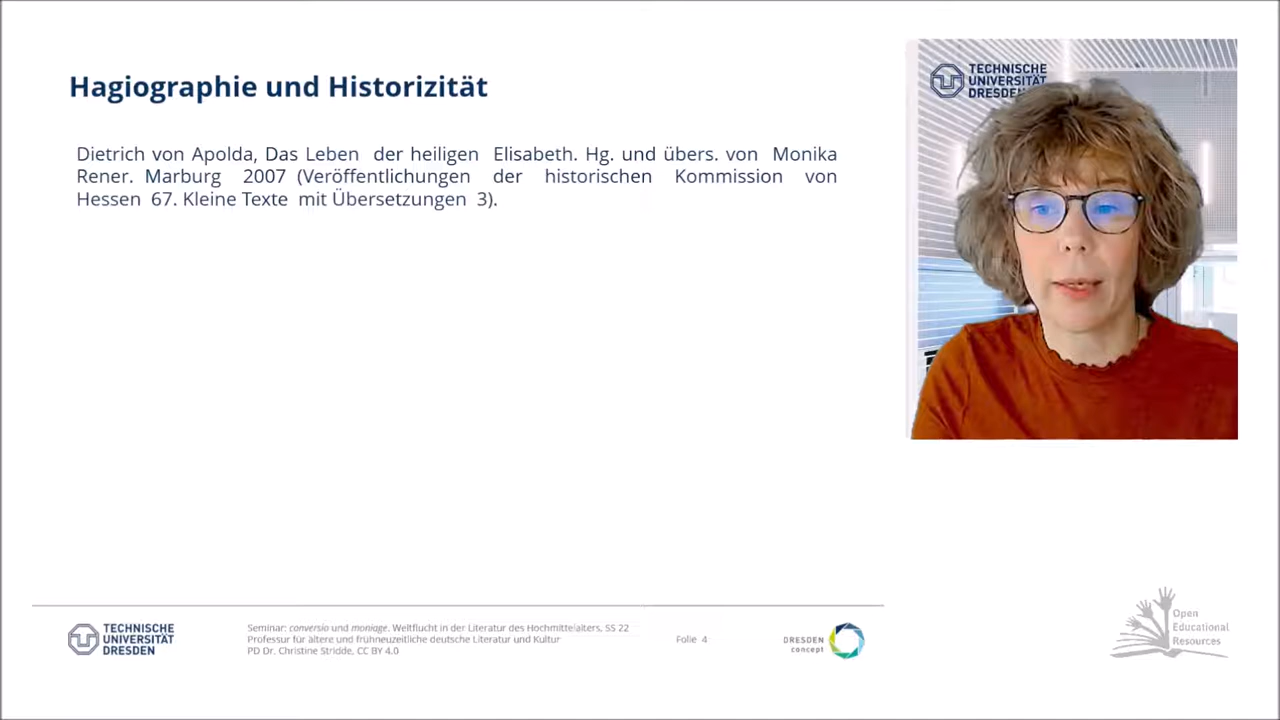 Hagiographie und Historizität
Dietrich von Apolda, Das Leben der heiligen Elisabeth. Hg. und übers. von Monika
Rener. Marburg 2007 (Veröffentlichungen der historischen Kommission von
Hessen 67. Kleine Texte mit Übersetzungen 3).
TECHNISCHE
UNIVERSITÄT
DRESDEN
TECHNISCHE
UNIVERSITÄT
DRESDEN
Seminar: conversio und moniage. Weltflucht in der Literatur des Hochmittelalters, SS 22
Professur für ältere und frühneuzeitliche deutsche Literatur und Kultur
PD Dr. Christine Stridde, CC BY 4.0
Folie 4
DRESDEN
concept
Open
Educational
Resources